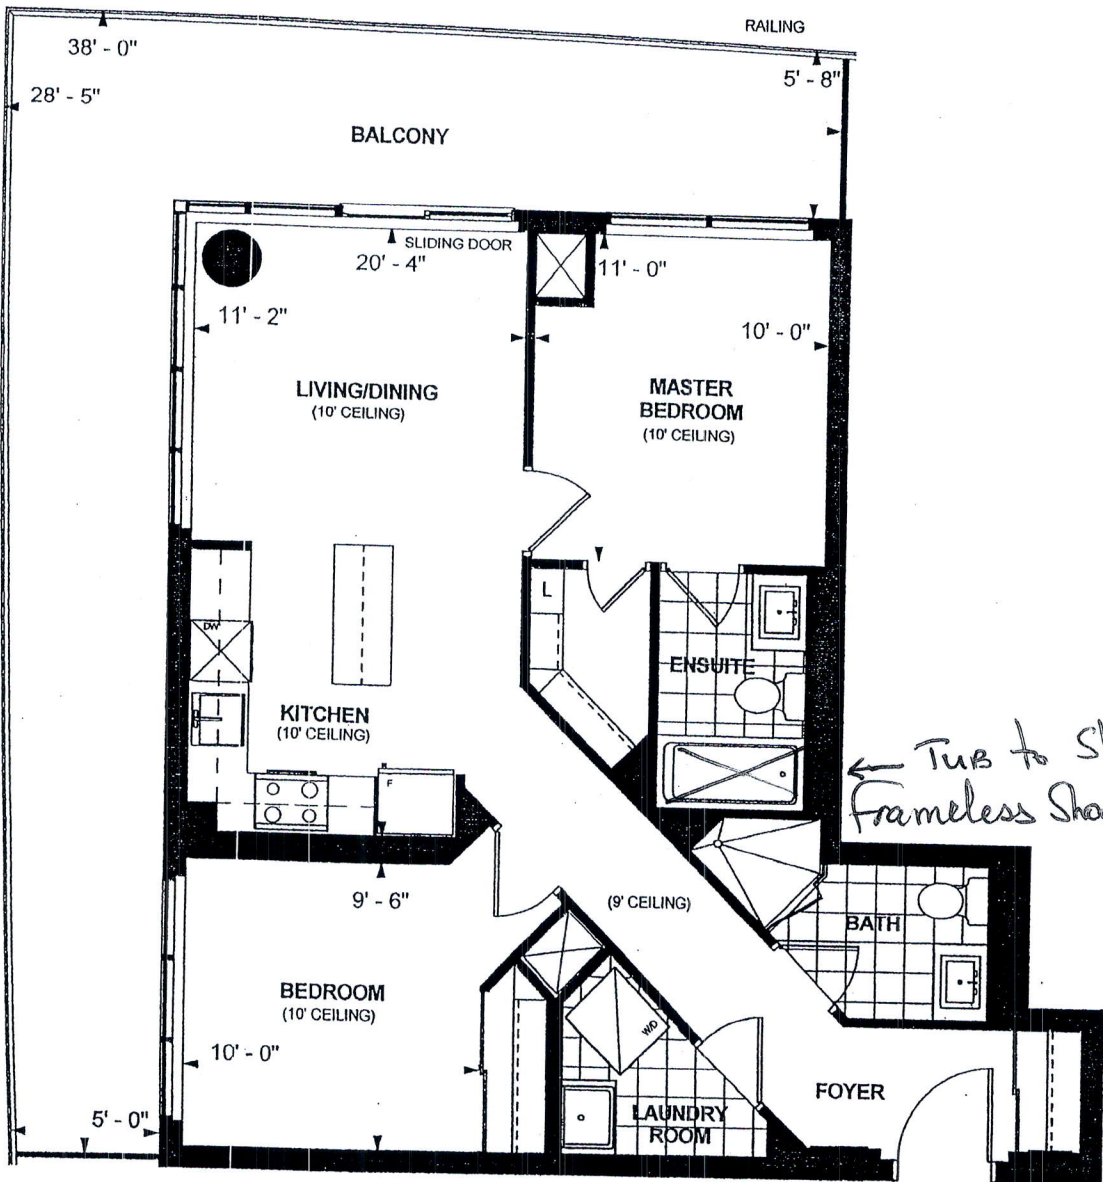 RAILING
38' - 0"
5' - 8"
28' - 5"
BALCONY
SLIDING DOOR
20' - 4"
11' - 0"
11' - 2"
10' - 0"
LIVING/DINING
(10' CEILING)
MASTER
BEDROOM
(10' CEILING)
L
DW
ENSUITE
KITCHEN
(10' CEILING)
F
← TUB to
Frameless
9' - 6"
(9' CEILING)
BATH
BEDROOM
(10' CEILING)
W/D
10' - 0"
FOYER
5' - 0"
LAUNDRY
ROOM